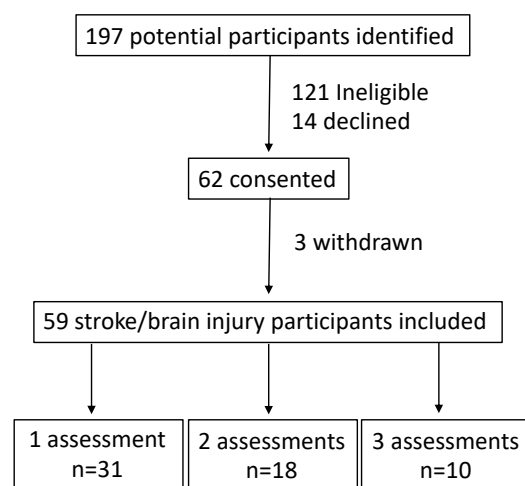 197 potential participants identified
121 Ineligible
14 declined
62 consented
3 withdrawn
59 stroke/brain injury participants included
1 assessment
n=31
2 assessments
n=18
3 assessments
n=10